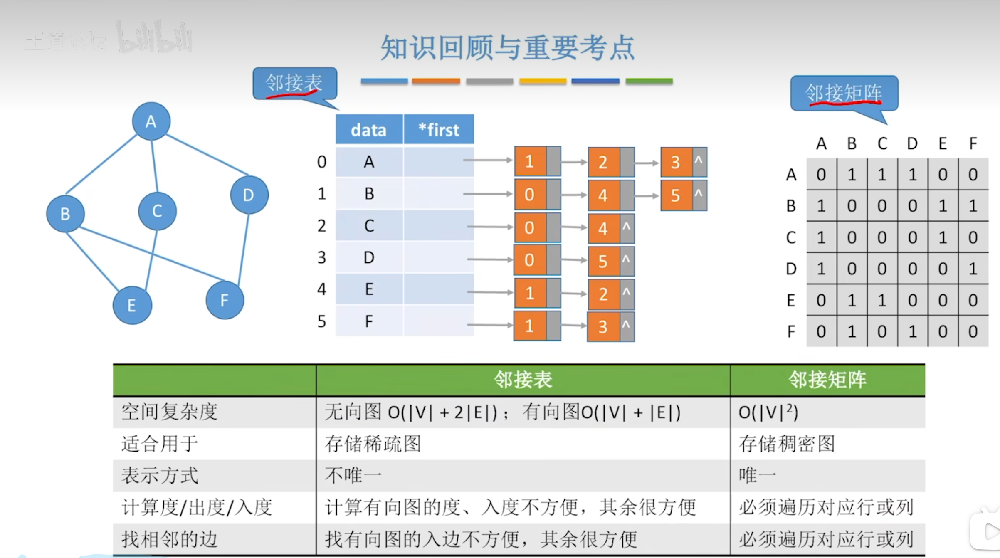 王道论坛 bilibili
知识回顾与重要考点
邻接表
邻接矩阵
A
B
C
D
E
F
data *first
0 A 1 2 3 ^
1 B 0 4 5 ^
2 C 0 4 ^
3 D 0 5 ^
4 E 1 2 ^
5 F 1 3 ^
A B C D E F
A 0 1 1 1 0 0
B 1 0 0 0 1 1
C 1 0 0 0 1 0
D 1 0 0 0 0 1
E 0 1 1 0 0 0
F 0 1 0 1 0 0
邻接表 邻接矩阵
空间复杂度 无向图 O(|V| + 2|E|)；有向图O(|V| + |E|) O(|V|²)
适合用于 存储稀疏图 存储稠密图
表示方式 不唯一 唯一
计算度/出度/入度 计算有向图的度、入度不方便，其余很方便 必须遍历对应行或列
找相邻的边 找有向图的入边不方便，其余很方便 必须遍历对应行或列